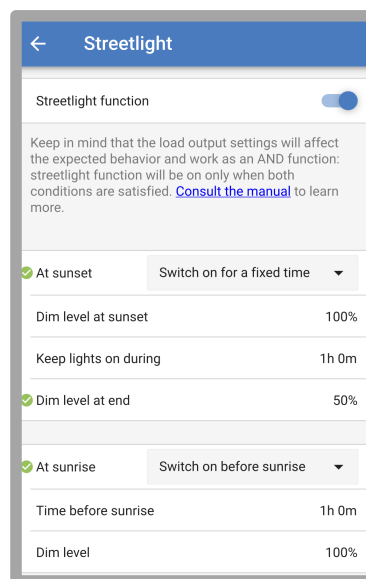 Streetlight
Streetlight function
Keep in mind that the load output settings will affect
the expected behavior and work as an AND function:
streetlight function will be on only when both
conditions are satisfied. Consult the manual to learn
more.
At sunset Switch on for a fixed time
Dim level at sunset 100%
Keep lights on during 1h 0m
Dim level at end 50%
At sunrise Switch on before sunrise
Time before sunrise 1h 0m
Dim level 100%